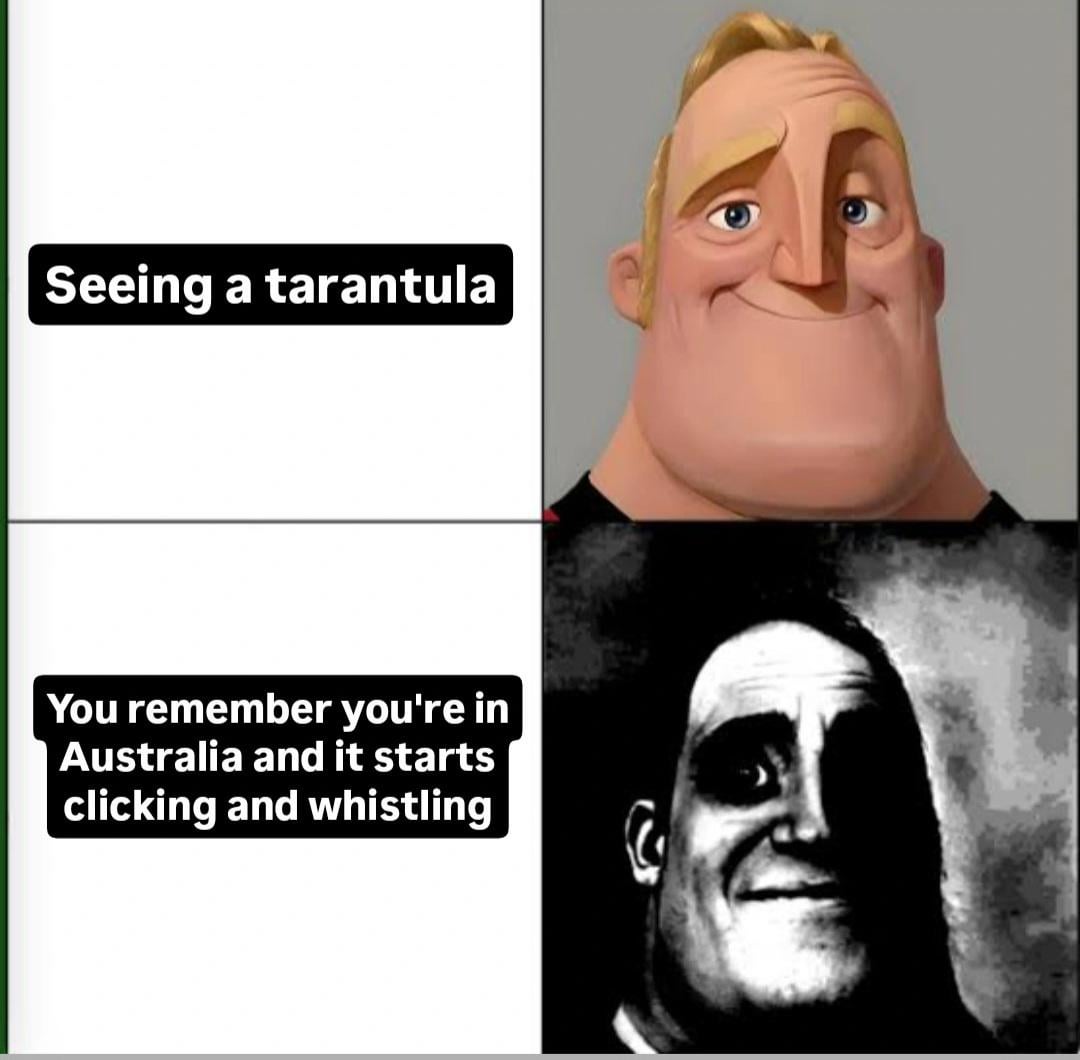 Seeing a tarantula
You remember you're in
Australia and it starts
clicking and whistling